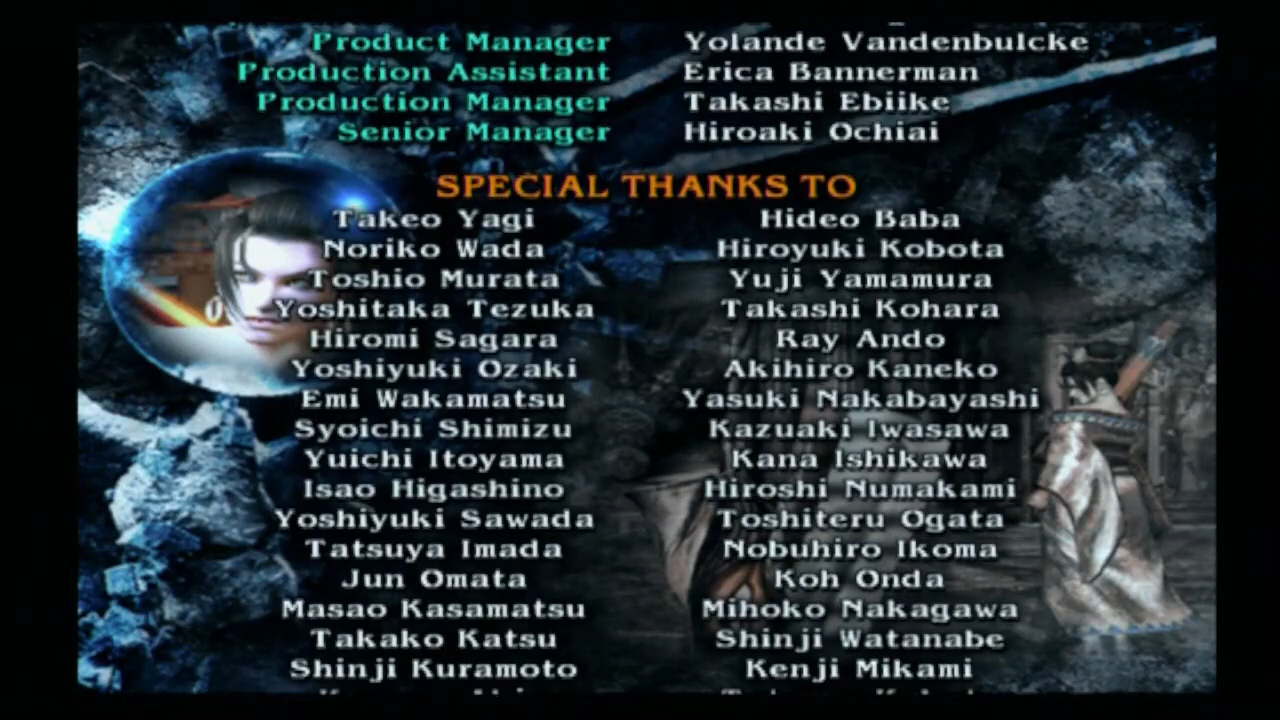 Product Manager Yolande Vandenbulcke
Production Assistant Erica Bannerman
Production Manager Takashi Ebiike
Senior Manager Hiroaki Ochiai
SPECIAL THANKS TO
Takeo Yagi Hideo Baba
Noriko Wada Hiroyuki Kobota
Toshio Murata Yuji Yamamura
Yoshitaka Tezuka Takashi Kohara
Hiromi Sagara Ray Ando
Yoshiyuki Ozaki Akihiro Kaneko
Emi Wakamatsu Yasuki Nakabayashi
Syoichi Shimizu Kazuaki Iwasawa
Yuichi Itoyama Kana Ishikawa
Isao Higashino Hiroshi Numakami
Yoshiyuki Sawada Toshiteru Ogata
Tatsuya Imada Nobuhiro Ikoma
Jun Omata Koh Onda
Masao Kasamatsu Mihoko Nakagawa
Takako Katsu Shinji Watanabe
Shinji Kuramoto Kenji Mikami